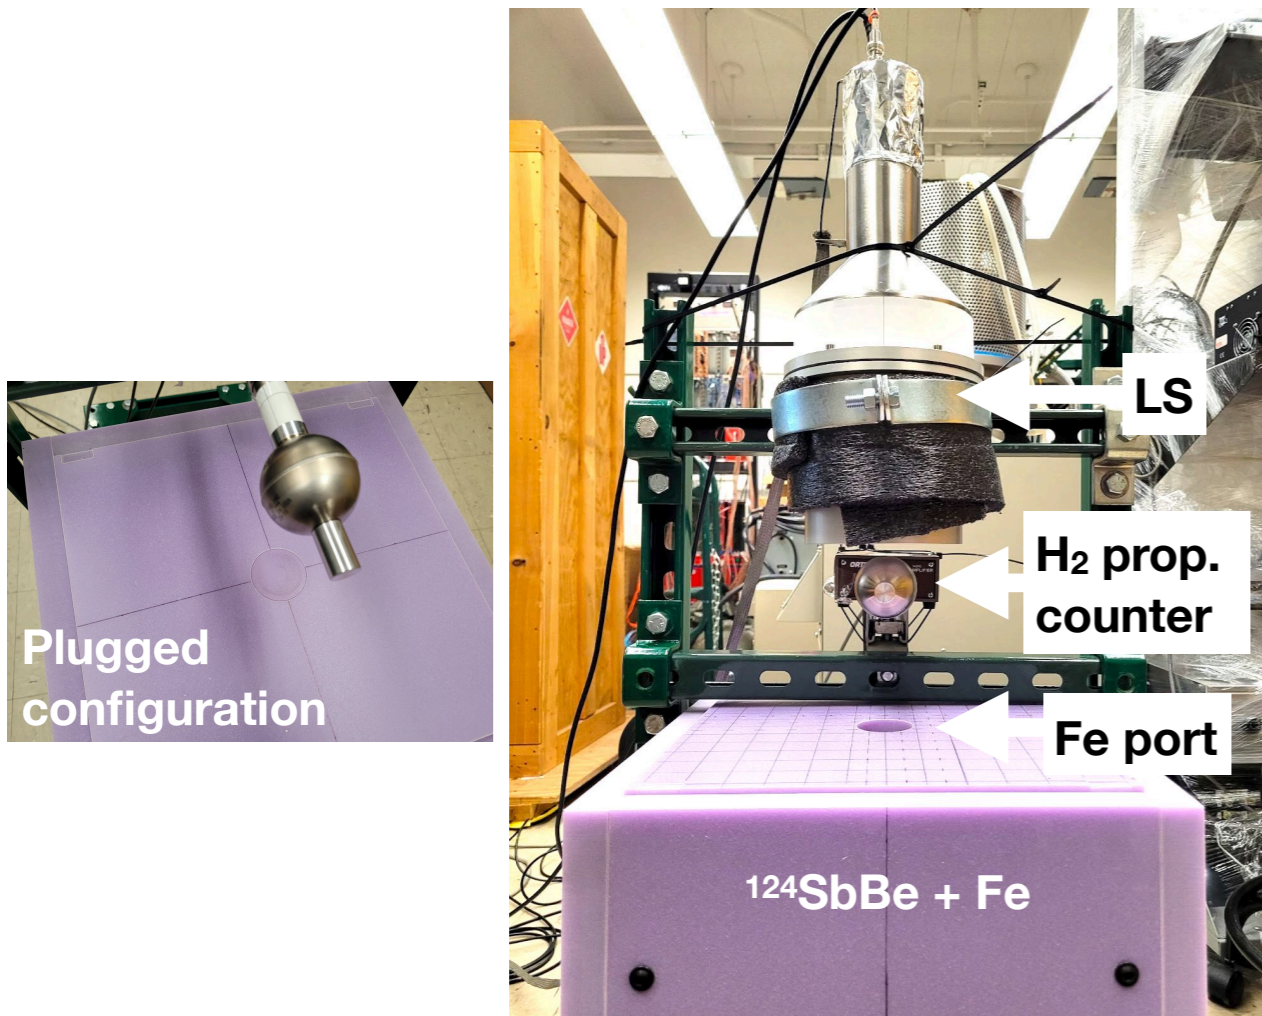 Plugged
configuration
LS
H₂ prop.
counter
Fe port
¹²⁴SbBe + Fe